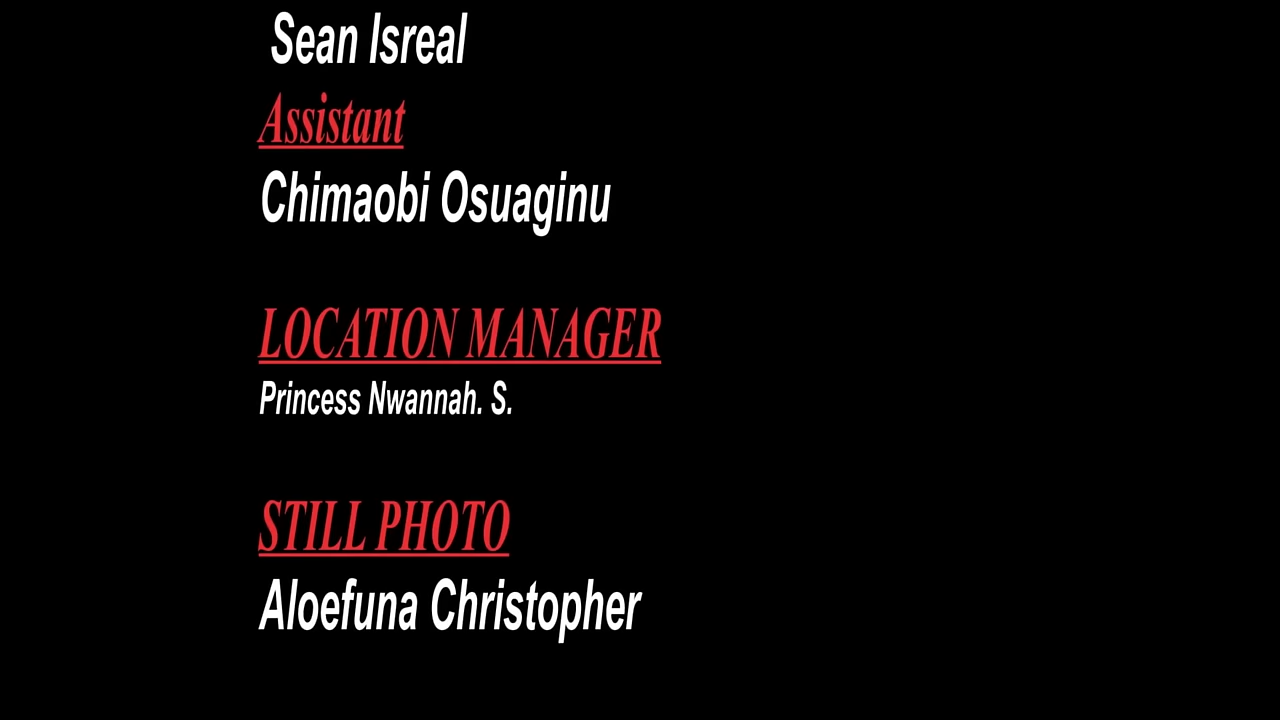 Sean Isreal
Assistant
Chimaobi Osuaginu
LOCATION MANAGER
Princess Nwannah. S.
STILL PHOTO
Aloefuna Christopher